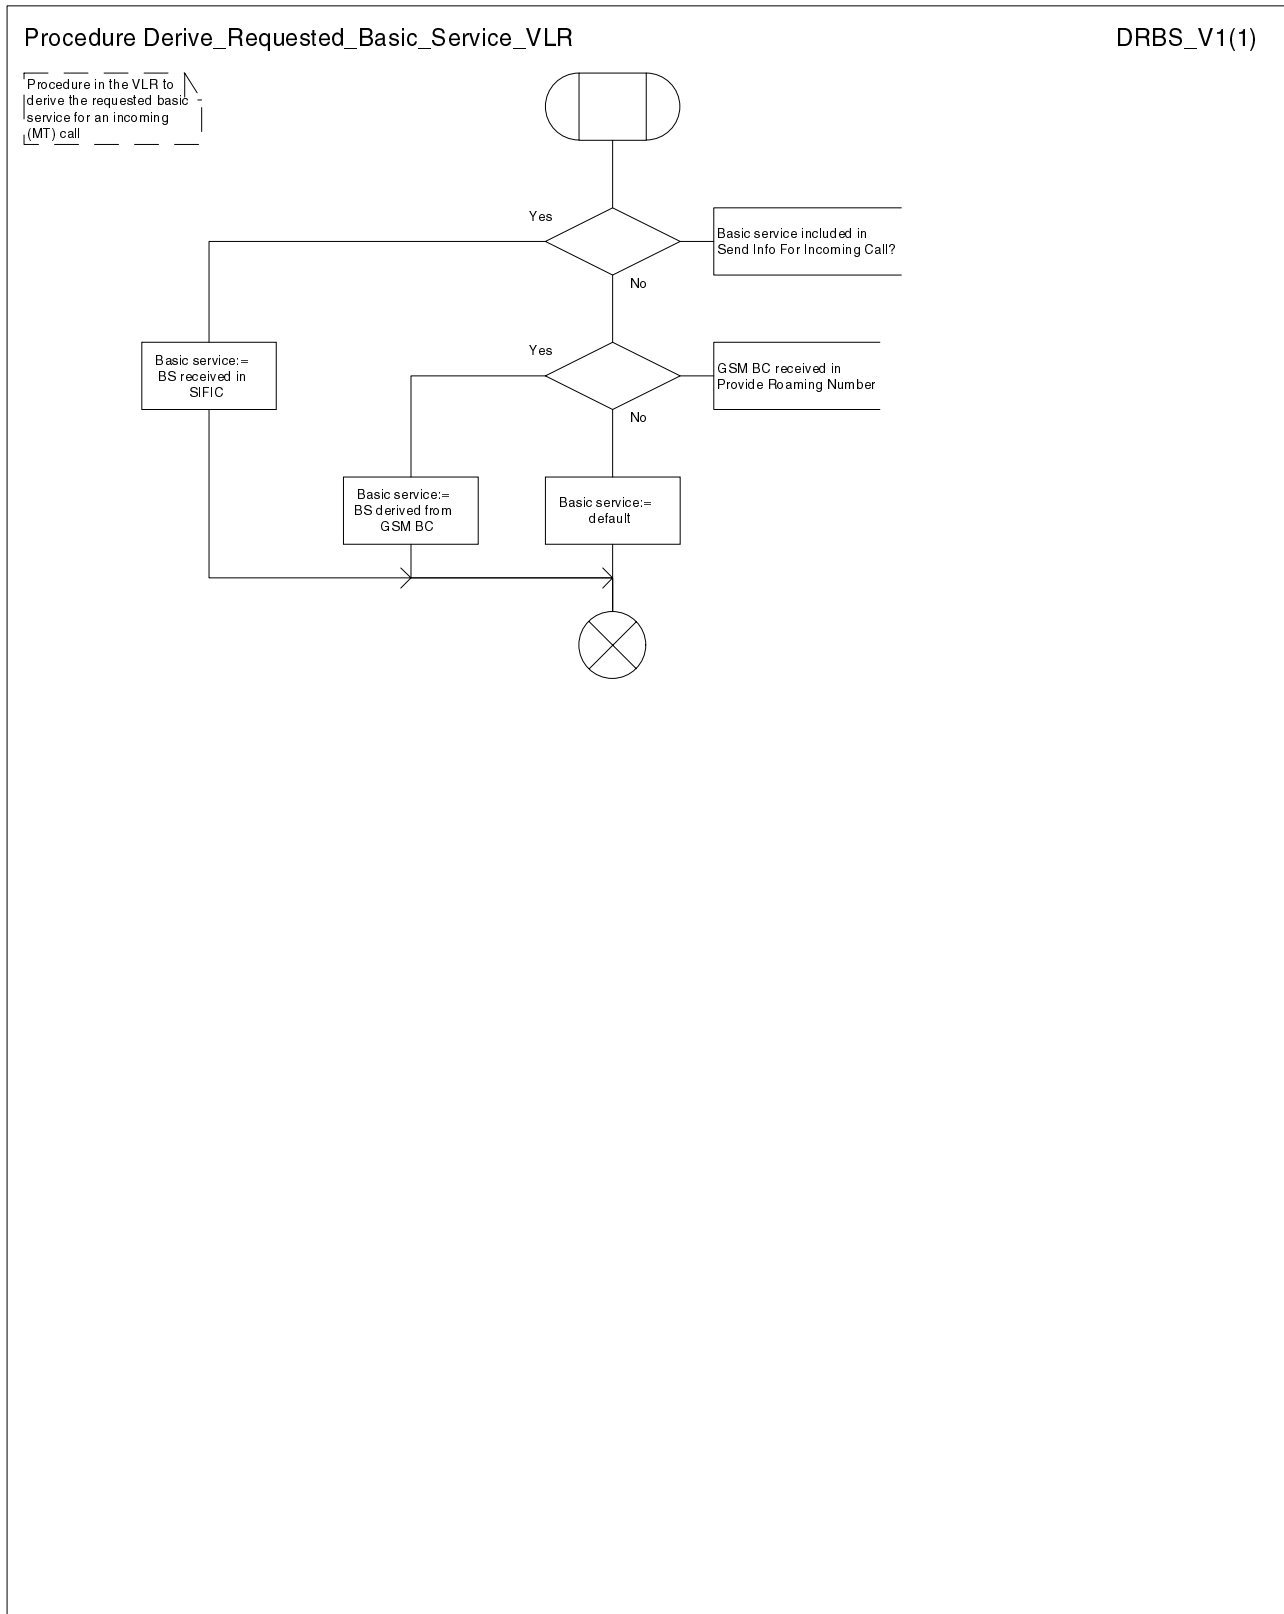 Procedure Derive_Requested_Basic_Service_VLR
DRBS_V1(1)
Procedure in the VLR to
derive the requested basic
service for an incoming
(MT) call
Yes
Basic service included in
Send Info For Incoming Call?
No
Yes
Basic service:=
BS received in
SIFIC
GSM BC received in
Provide Roaming Number
No
Basic service:=
BS derived from
GSM BC
Basic service:=
default